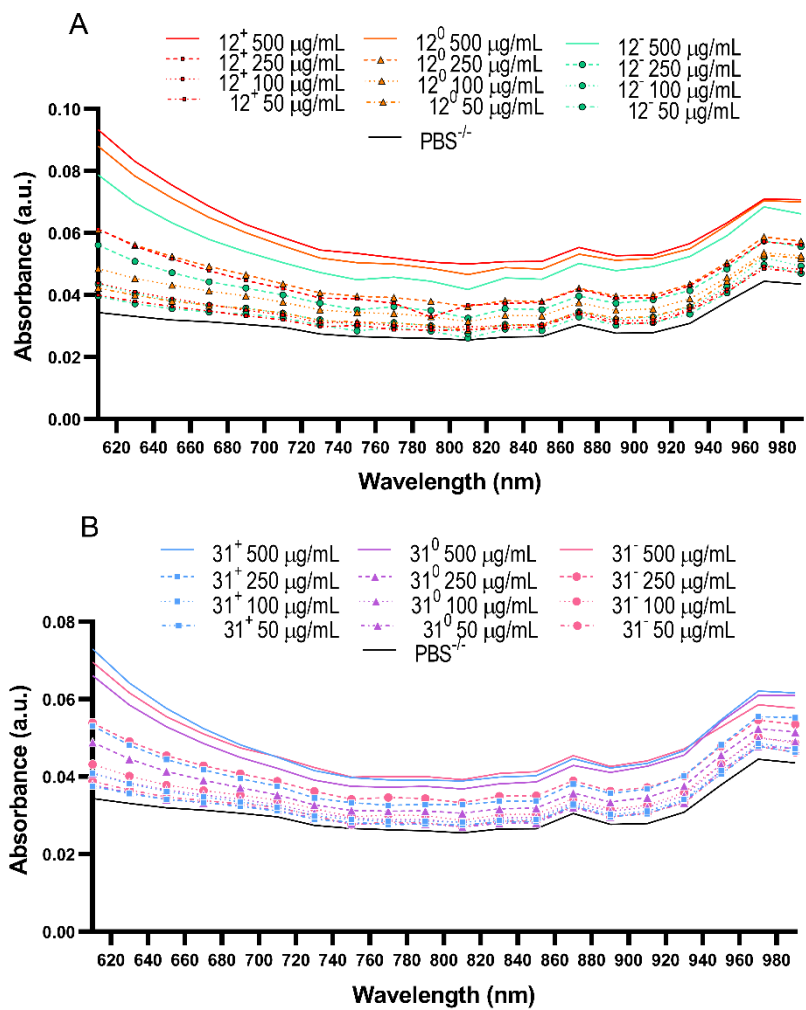 A
12⁺ 500 µg/mL 12⁰ 500 µg/mL 12⁻ 500 µg/mL
12⁺ 250 µg/mL 12⁰ 250 µg/mL 12⁻ 250 µg/mL
12⁺ 100 µg/mL 12⁰ 100 µg/mL 12⁻ 100 µg/mL
12⁺ 50 µg/mL 12⁰ 50 µg/mL 12⁻ 50 µg/mL
PBS⁻/⁻
Absorbance (a.u.)
0.10
0.08
0.06
0.04
0.02
0.00
620 640 660 680 700 720 740 760 780 800 820 840 860 880 900 920 940 960 980
Wavelength (nm)
B
31⁺ 500 µg/mL 31⁰ 500 µg/mL 31⁻ 500 µg/mL
31⁺ 250 µg/mL 31⁰ 250 µg/mL 31⁻ 250 µg/mL
31⁺ 100 µg/mL 31⁰ 100 µg/mL 31⁻ 100 µg/mL
31⁺ 50 µg/mL 31⁰ 50 µg/mL 31⁻ 50 µg/mL
PBS⁻/⁻
Absorbance (a.u.)
0.08
0.06
0.04
0.02
0.00
620 640 660 680 700 720 740 760 780 800 820 840 860 880 900 920 940 960 980
Wavelength (nm)